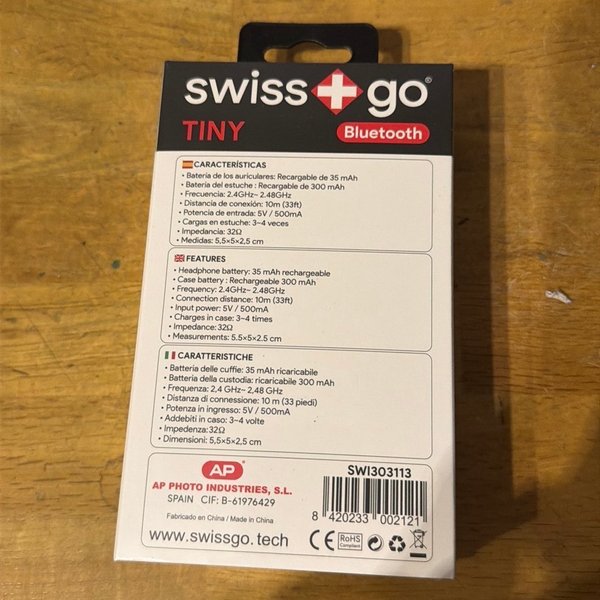 swiss go®
TINY
Bluetooth
CARACTERÍSTICAS
• Bateria de los auriculares: Recargable de 35 mAh
• Bateria del estuche : Recargable de 300 mAh
• Frecuencia: 2.4GHz~ 2.48GHz
• Distancia de conexión: 10m (33ft)
• Potencia de entrada: 5V / 500mA
• Cargas en estuche: 3~4 veces
• Impedancia: 32Ω
• Medidas: 5,5×5×2,5 cm
FEATURES
• Headphone battery: 35 mAh rechargeable
• Case battery : Rechargeable 300 mAh
• Frequency: 2.4GHz~ 2.48GHz
• Connection distance: 10m (33ft)
• Input power: 5V / 500mA
• Charges in case: 3~4 times
• Impedance: 32Ω
• Measurements: 5.5×5×2.5 cm
CARATTERISTICHE
• Batteria delle cuffie: 35 mAh ricaricabile
• Batteria della custodia: ricaricabile 300 mAh
• Frequenza: 2,4 GHz~ 2,48 GHz
• Distanza di connessione: 10 m (33 piedi)
• Potenza in ingresso: 5V / 500mA
• Addebiti in caso: 3~4 volte
• Impedenza: 32Ω
• Dimensioni: 5,5×5×2,5 cm
AP
AP PHOTO INDUSTRIES, S.L.
SPAIN CIF: B-61976429
Fabricado en China / Made in China
www.swissgo.tech
SWI303113
8 420233 002121
CE
RoHS
Compliant